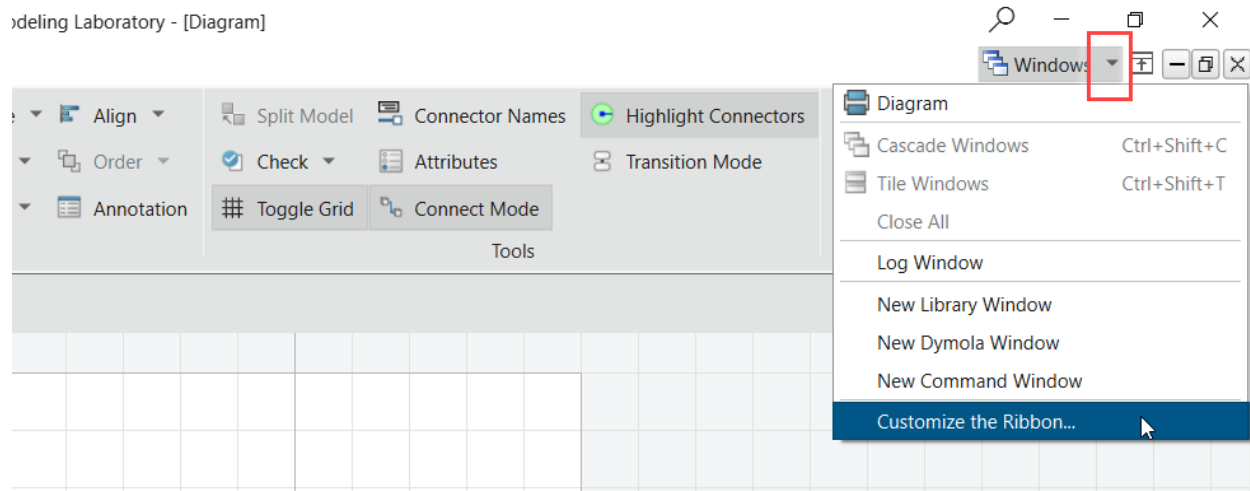 odeling Laboratory - [Diagram]
Windows
Align
Split Model
Connector Names
Highlight Connectors
Order
Check
Attributes
Transition Mode
Annotation
Toggle Grid
Connect Mode
Tools
Diagram
Cascade Windows Ctrl+Shift+C
Tile Windows Ctrl+Shift+T
Close All
Log Window
New Library Window
New Dymola Window
New Command Window
Customize the Ribbon...